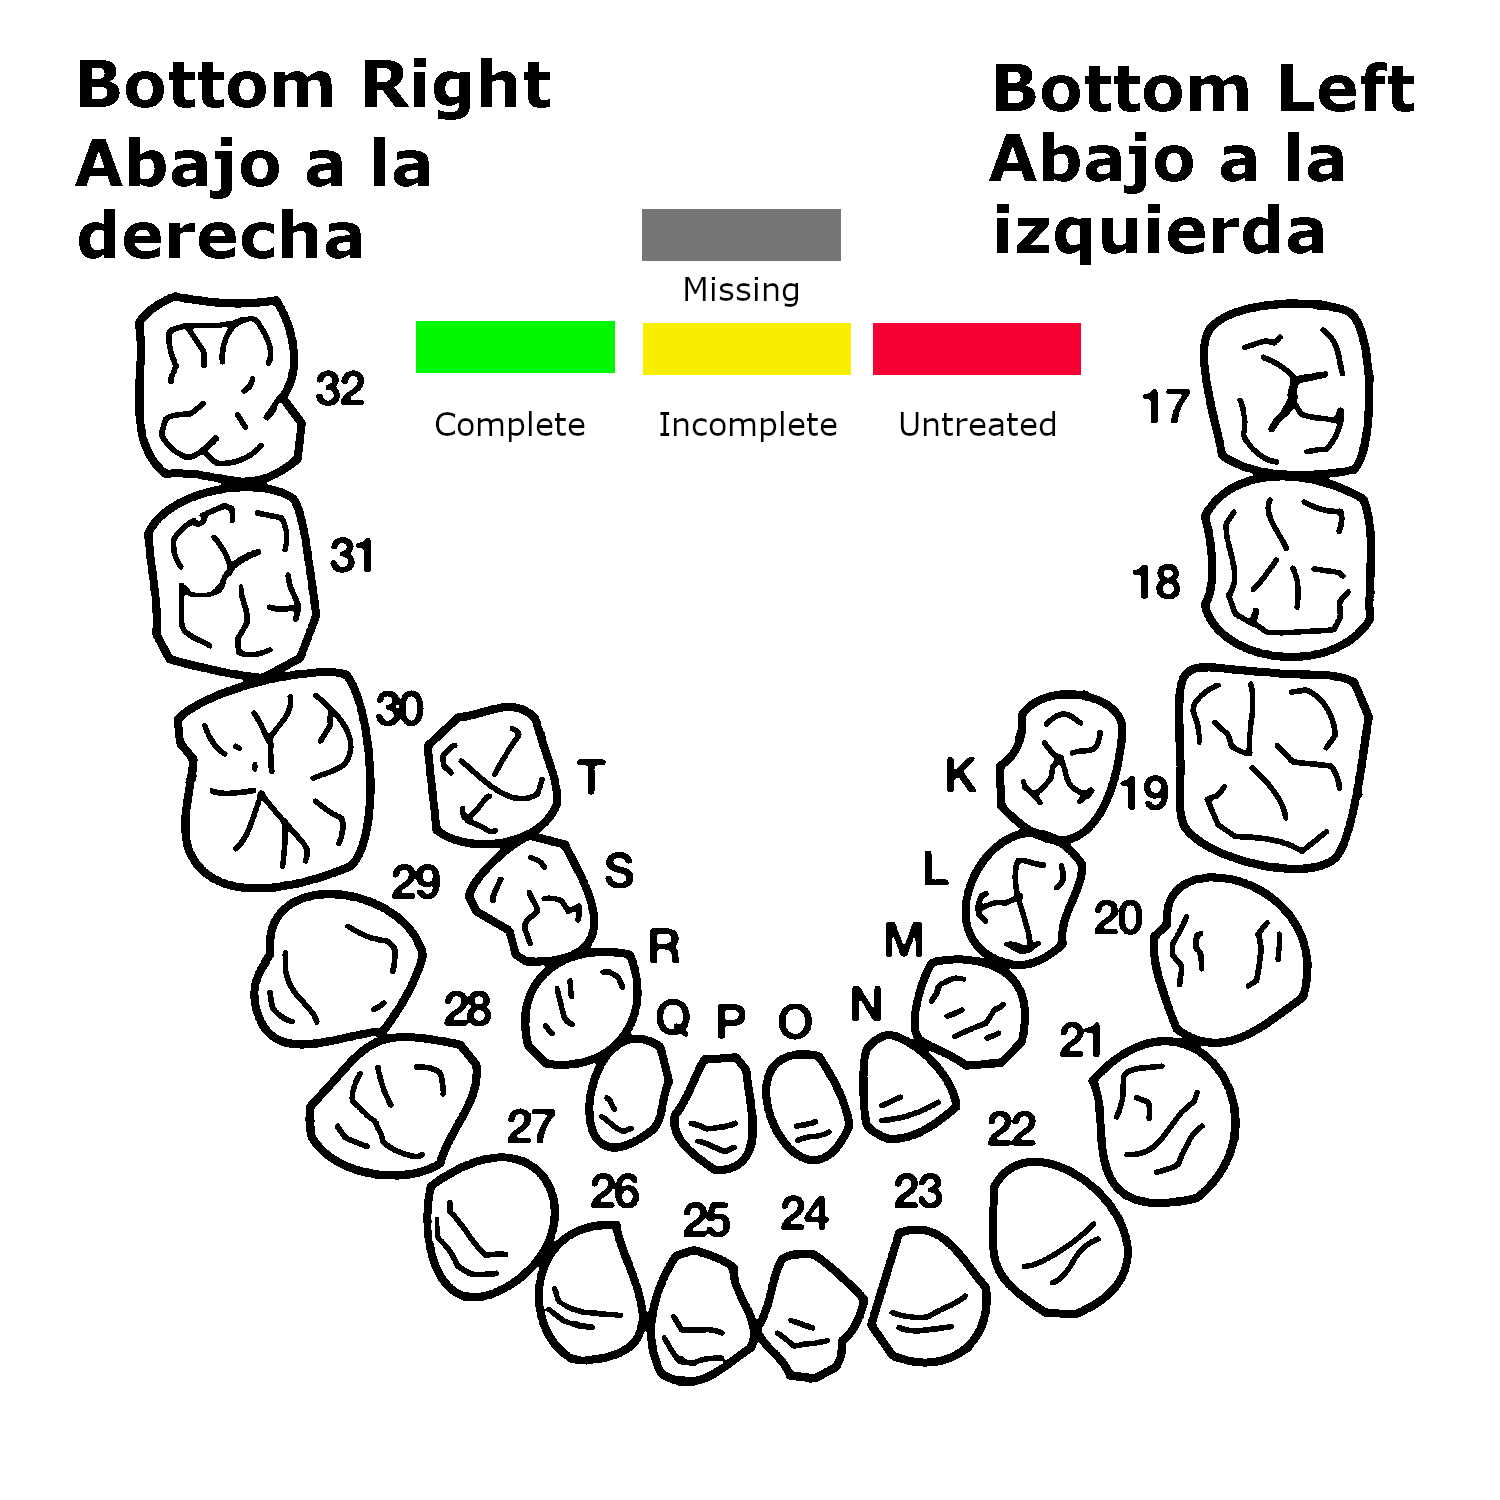 Bottom Right
Abajo a la
derecha
Bottom Left
Abajo a la
izquierda
Missing
Complete
Incomplete
Untreated
32
17
31
18
30
T
K
19
29
S
L
20
28
R
M
21
Q
P
O
N
27
22
26
25
24
23